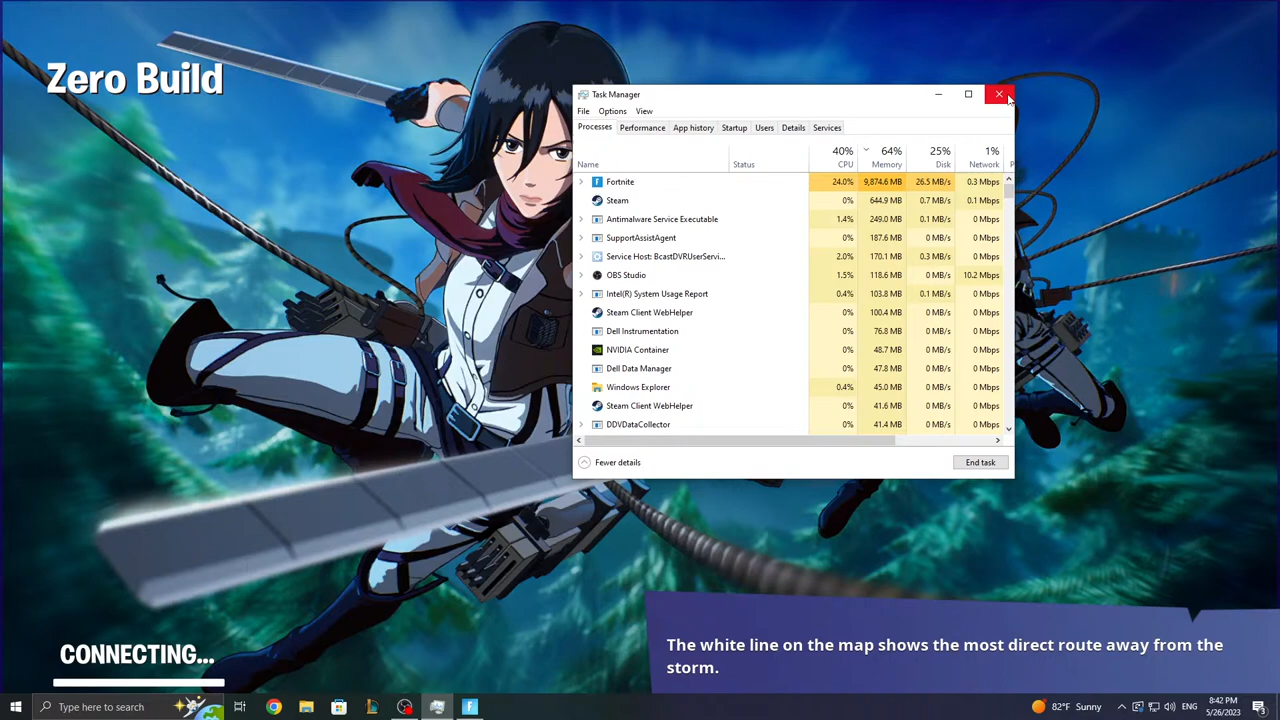 Zero Build
Task Manager
File Options View
Processes Performance App history Startup Users Details Services
40% 64% 25% 1%
Name Status CPU Memory Disk Network P
Fortnite 24.0% 9,874.6 MB 26.5 MB/s 0.3 Mbps
Steam 0% 644.9 MB 0.7 MB/s 0.1 Mbps
Antimalware Service Executable 1.4% 249.0 MB 0.1 MB/s 0 Mbps
SupportAssistAgent 0% 187.6 MB 0 MB/s 0 Mbps
Service Host: BcastDVRUserServi... 2.0% 170.1 MB 0.3 MB/s 0 Mbps
OBS Studio 1.5% 118.6 MB 0 MB/s 10.2 Mbps
Intel(R) System Usage Report 0.4% 103.8 MB 0.1 MB/s 0 Mbps
Steam Client WebHelper 0% 100.4 MB 0 MB/s 0 Mbps
Dell Instrumentation 0% 76.8 MB 0 MB/s 0 Mbps
NVIDIA Container 0% 48.7 MB 0 MB/s 0 Mbps
Dell Data Manager 0% 47.8 MB 0 MB/s 0 Mbps
Windows Explorer 0.4% 45.0 MB 0 MB/s 0 Mbps
Steam Client WebHelper 0% 41.6 MB 0 MB/s 0 Mbps
DDVDataCollector 0% 41.4 MB 0 MB/s 0 Mbps
Fewer details End task
CONNECTING...
The white line on the map shows the most direct route away from the
storm.
Type here to search
82°F Sunny ENG 8:42 PM
5/26/2023 3